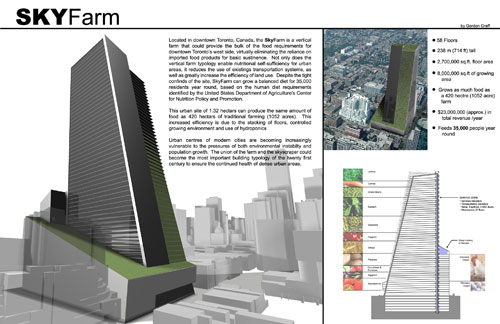 SKYFarm
by Gordon Graff
Located in downtown Toronto, Canada, the SkyFarm is a vertical
farm that could provide the bulk of the food requirements for
downtown Toronto's west side, virtually eliminating the reliance on
imported food products for basic sustinance. Not only does the
vertical farm typology enable nutritional self-sufficiency for urban
areas, it reduces the use of existings transportation systems, as
well as greatly increase the efficiency of land use. Despite the tight
confinds of the site, SkyFarm can grow a balanced diet for 35,000
residents year round, based on the human diet requirements
identified by the United States Department of Agriculture's Center
for Nutrition Policy and Promotion.
This urban site of 1.32 hectars can produce the same amount of
food as 420 hectors of traditional farming (1052 acres). This
increased efficiency is due to the stacking of floors, controlled
growing environment and use of hydroponics
Urban centres of modern cities are becoming increasingly
vulnerable to the pressures of both environmental instability and
population growth. The union of the farm and the skyscraper could
become the most important building typology of the twenty first
century to ensure the continued health of dense urban areas.
58 Floors
238 m (714 ft) tall
2,700,000 sq.ft. floor area
8,000,000 sq.ft of growing
area
Grows as much food as
a 420 hectre (1052 acre)
farm
$23,000,000 (approx.) in
total revenue /year
Feeds 35,000 people year
round